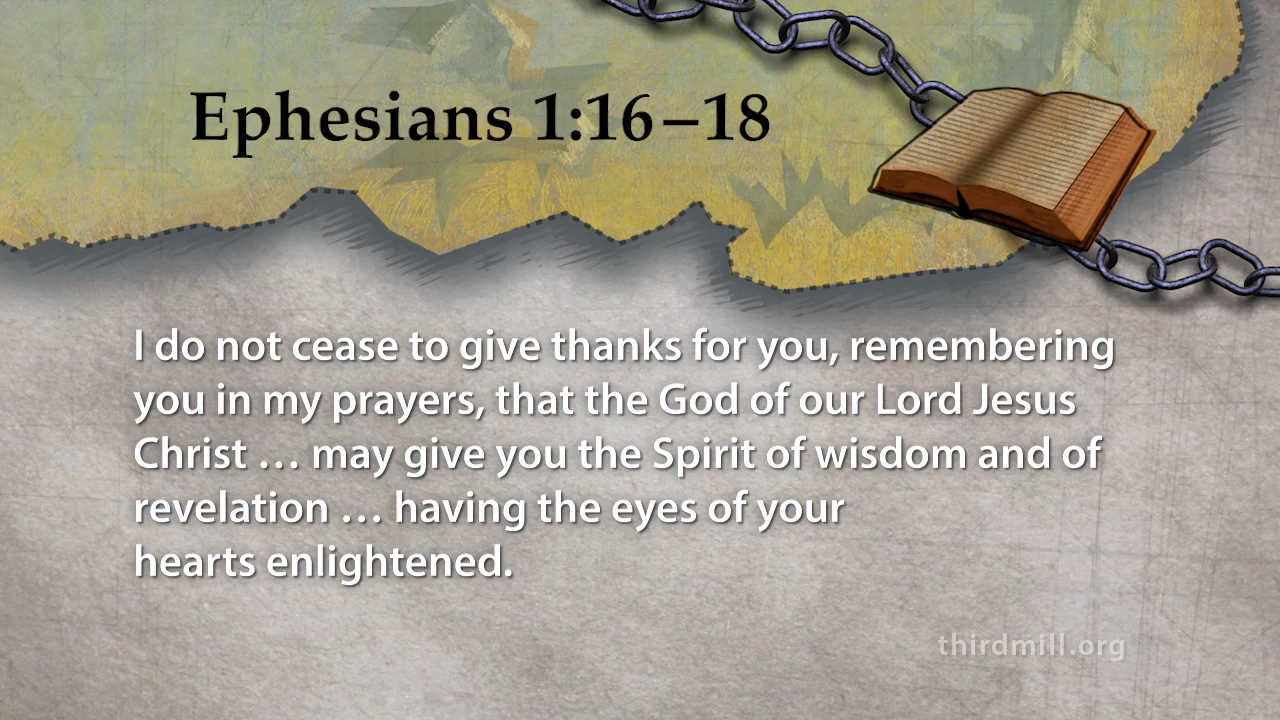 Ephesians 1:16–18
I do not cease to give thanks for you, remembering
you in my prayers, that the God of our Lord Jesus
Christ … may give you the Spirit of wisdom and of
revelation … having the eyes of your
hearts enlightened.
thirdmill.org